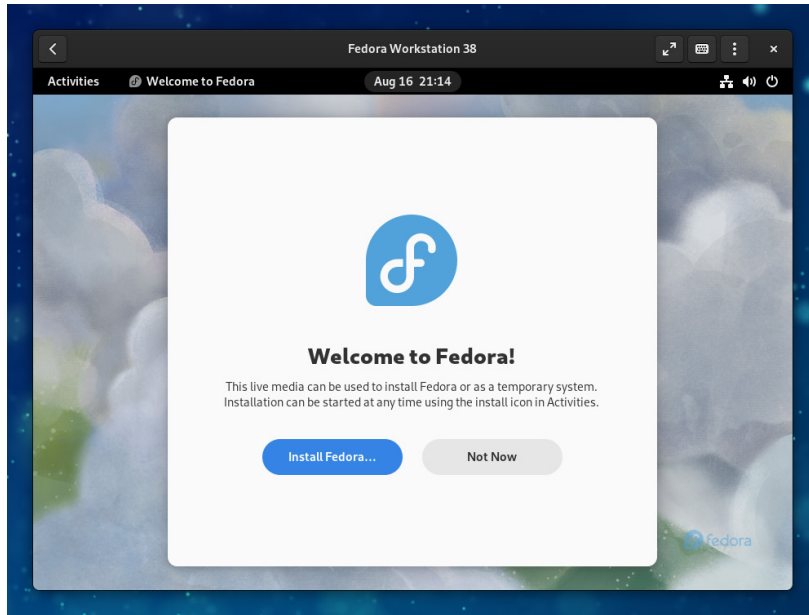 Fedora Workstation 38
Activities Welcome to Fedora Aug 16 21:14
Welcome to Fedora!
This live media can be used to install Fedora or as a temporary system.
Installation can be started at any time using the install icon in Activities.
Install Fedora... Not Now
fedora